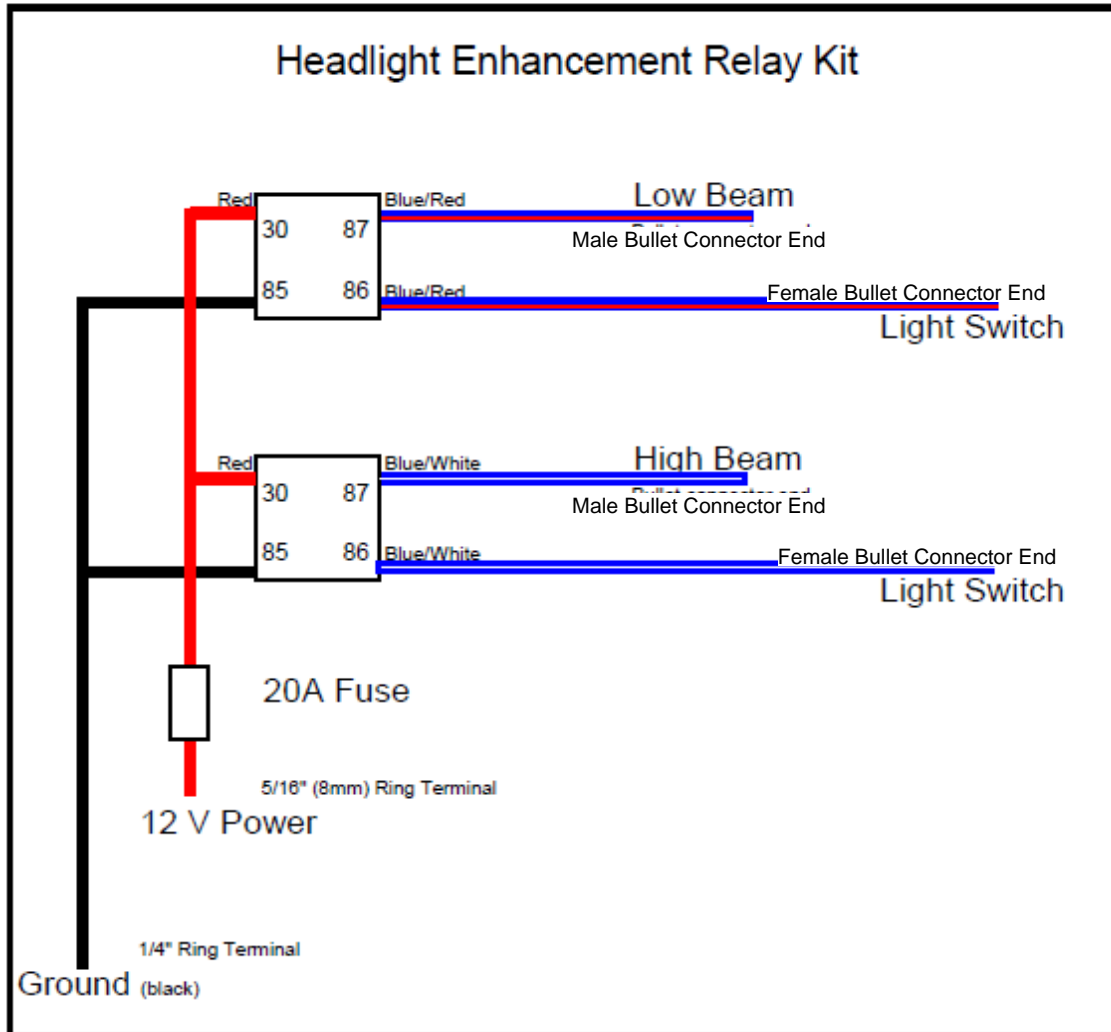 Headlight Enhancement Relay Kit
Red
Blue/Red
Low Beam
30 87
Male Bullet Connector End
85 86
Blue/Red
Female Bullet Connector End
Light Switch
Red
Blue/White
High Beam
30 87
Male Bullet Connector End
85 86
Blue/White
Female Bullet Connector End
Light Switch
20A Fuse
5/16" (8mm) Ring Terminal
12 V Power
1/4" Ring Terminal
Ground (black)